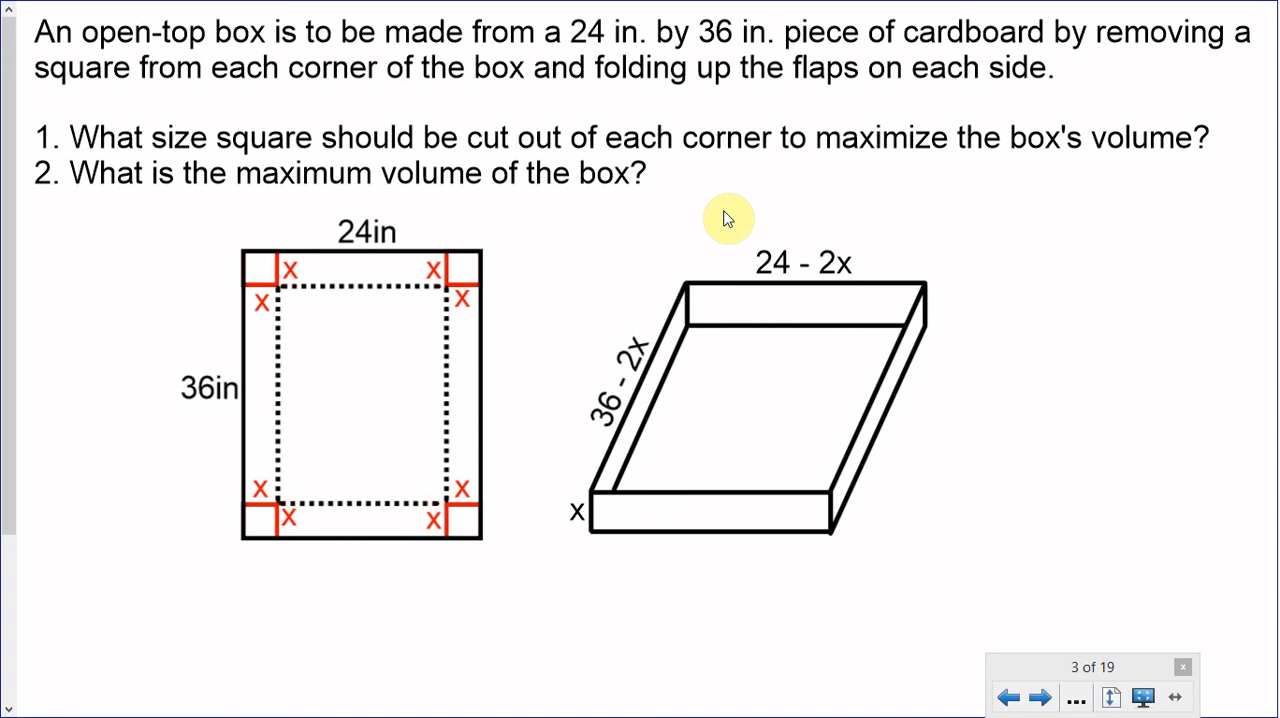 An open-top box is to be made from a 24 in. by 36 in. piece of cardboard by removing a
square from each corner of the box and folding up the flaps on each side.
1. What size square should be cut out of each corner to maximize the box's volume?
2. What is the maximum volume of the box?
24in
x x
x x
36in
x x
x x
24 - 2x
36 - 2x
x
3 of 19
x
...